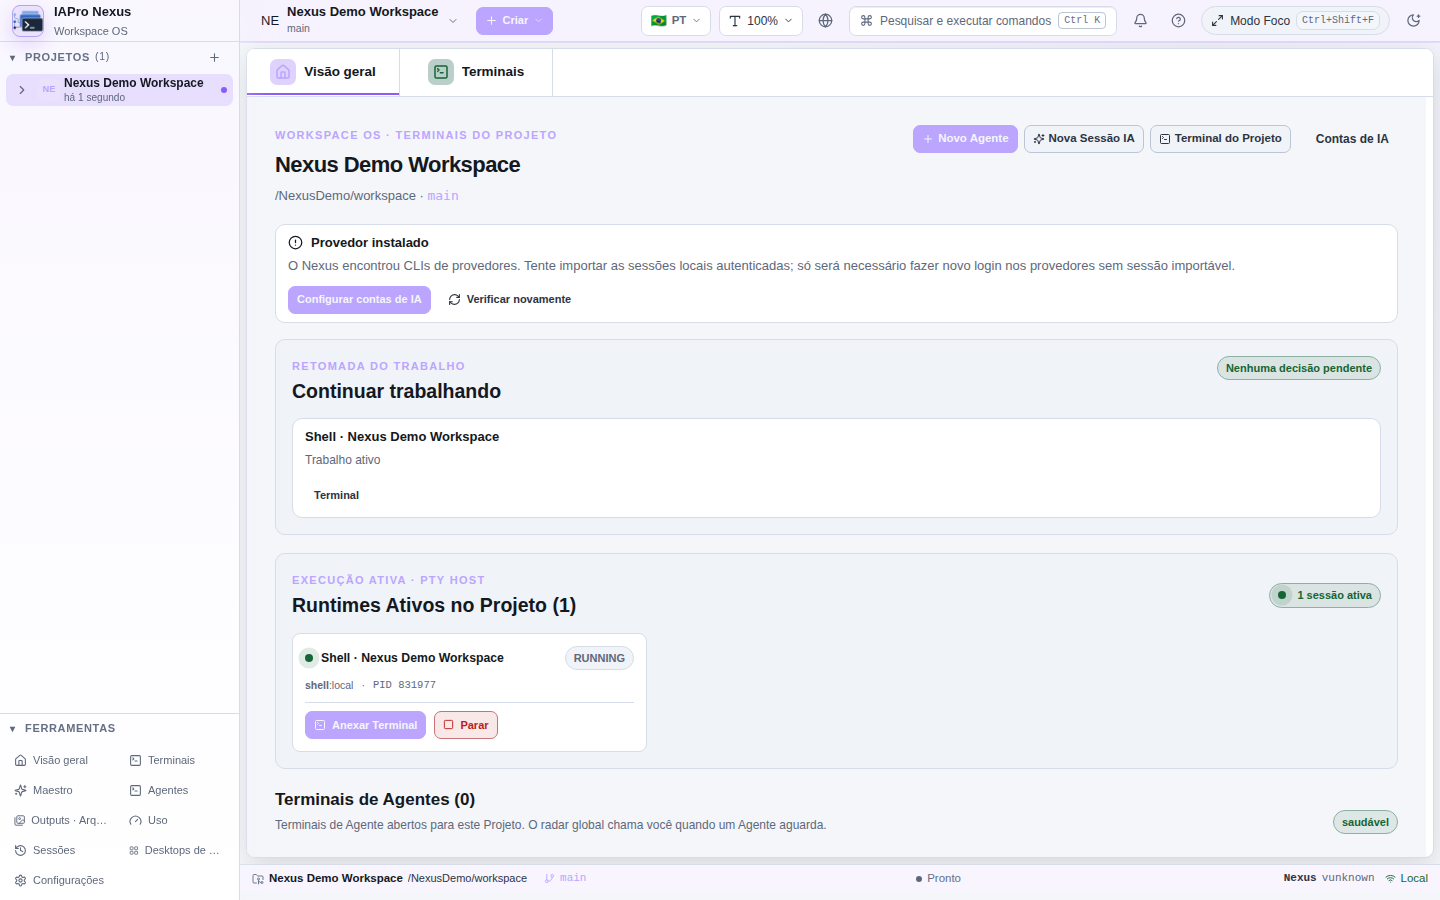 IAPro Nexus
Workspace OS
NE
Nexus Demo Workspace
main
Criar
PT
100%
Pesquisar e executar comandos
Ctrl K
Modo Foco
Ctrl+Shift+F
PROJETOS (1)
NE
Nexus Demo Workspace
há 1 segundo
Visão geral
Terminais
WORKSPACE OS · TERMINAIS DO PROJETO
Nexus Demo Workspace
/NexusDemo/workspace · main
Novo Agente
Nova Sessão IA
Terminal do Projeto
Contas de IA
Provedor instalado
O Nexus encontrou CLIs de provedores. Tente importar as sessões locais autenticadas; só será necessário fazer novo login nos provedores sem sessão importável.
Configurar contas de IA
Verificar novamente
RETOMADA DO TRABALHO
Continuar trabalhando
Nenhuma decisão pendente
Shell · Nexus Demo Workspace
Trabalho ativo
Terminal
EXECUÇÃO ATIVA · PTY HOST
Runtimes Ativos no Projeto (1)
1 sessão ativa
Shell · Nexus Demo Workspace
RUNNING
shell:local · PID 831977
Anexar Terminal
Parar
Terminais de Agentes (0)
Terminais de Agente abertos para este Projeto. O radar global chama você quando um Agente aguarda.
saudável
FERRAMENTAS
Visão geral
Terminais
Maestro
Agentes
Outputs · Arq...
Uso
Sessões
Desktops de ...
Configurações
Nexus Demo Workspace /NexusDemo/workspace
main
Pronto
Nexus vunknown
Local